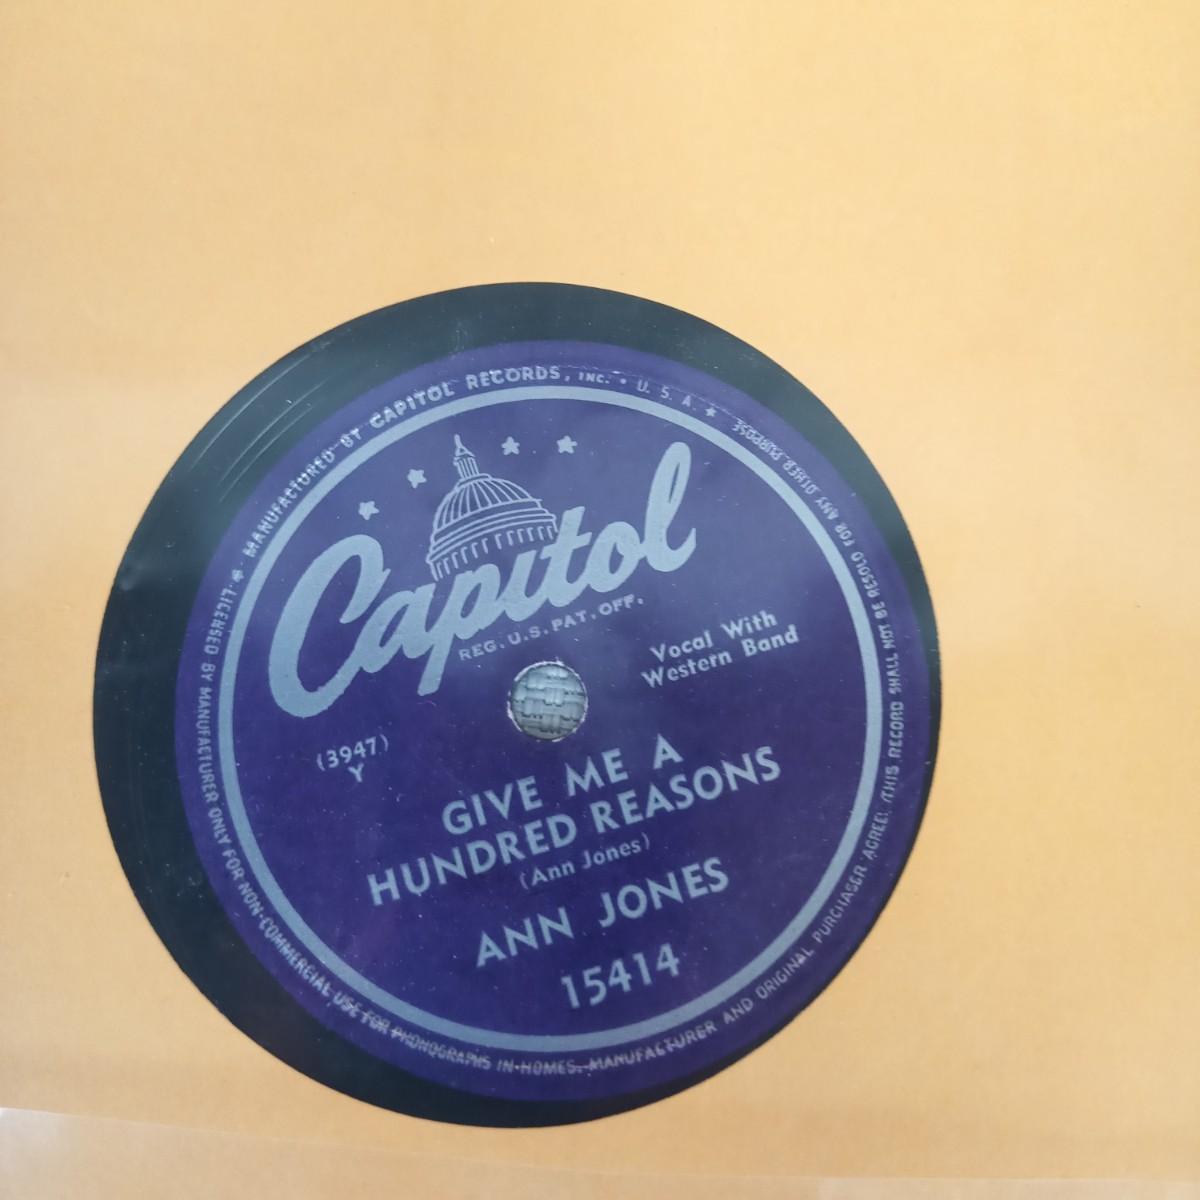 Capitol
REG. U.S. PAT. OFF.
Vocal With
Western Band
(3947)
Y
GIVE ME A
HUNDRED REASONS
(Ann Jones)
ANN JONES
15414
MANUFACTURED BY CAPITOL RECORDS, INC. • U. S. A. ★
★ LICENSED BY MANUFACTURER ONLY FOR NON-COMMERCIAL USE FOR PHONOGRAPHS IN HOMES. MANUFACTURER AND ORIGINAL PURCHASER AGREE: THIS RECORD SHALL NOT BE RESOLD FOR ANY OTHER PURPOSE